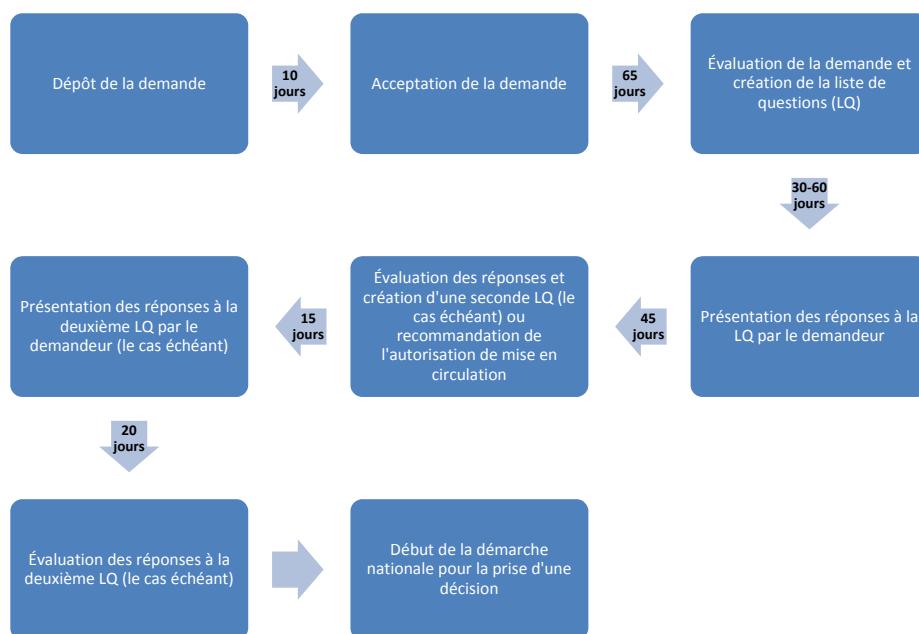 Dépôt de la demande
10
jours
Acceptation de la demande
65
jours
Évaluation de la demande et
création de la liste de
questions (LQ)
30-60
jours
Présentation des réponses à la
LQ par le demandeur
45
jours
Évaluation des réponses et
création d'une seconde LQ (le
cas échéant) ou
recommandation de
l'autorisation de mise en
circulation
15
jours
Présentation des réponses à la
deuxième LQ par le
demandeur (le cas échéant)
20
jours
Évaluation des réponses à la
deuxième LQ (le cas échéant)
Début de la démarche
nationale pour la prise d'une
décision